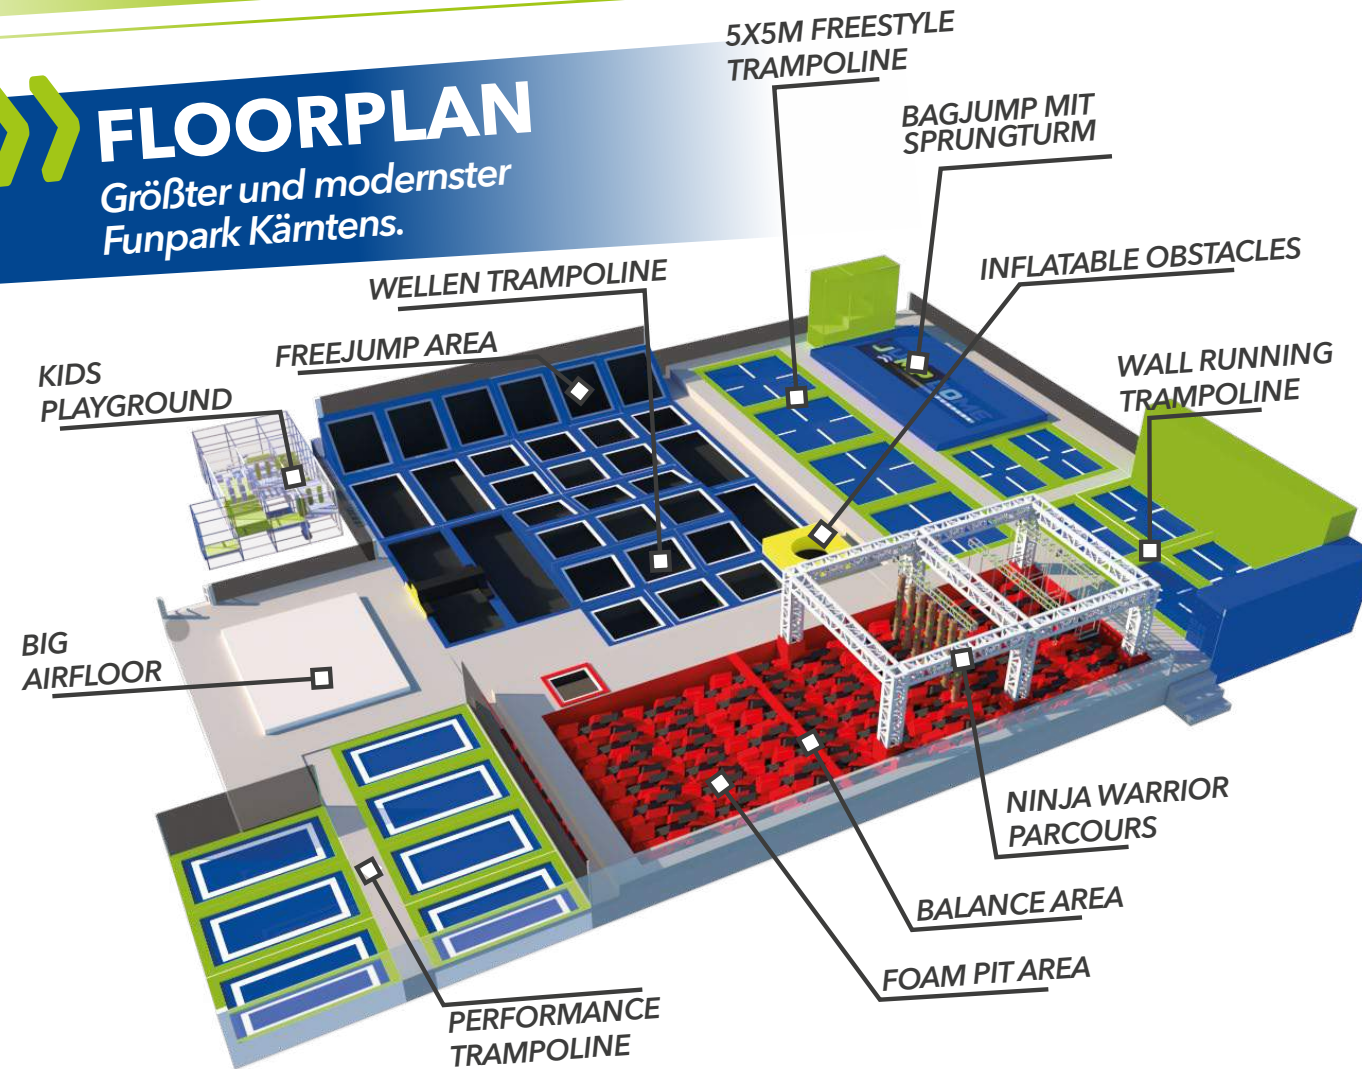 FLOORPLAN
Größter und modernster
Funpark Kärntens.
5X5M FREESTYLE
TRAMPOLINE
BAGJUMP MIT
SPRUNGTURM
INFLATABLE OBSTACLES
WELLEN TRAMPOLINE
FREEJUMP AREA
KIDS
PLAYGROUND
WALL RUNNING
TRAMPOLINE
BIG
AIRFLOOR
NINJA WARRIOR
PARCOURS
BALANCE AREA
FOAM PIT AREA
PERFORMANCE
TRAMPOLINE